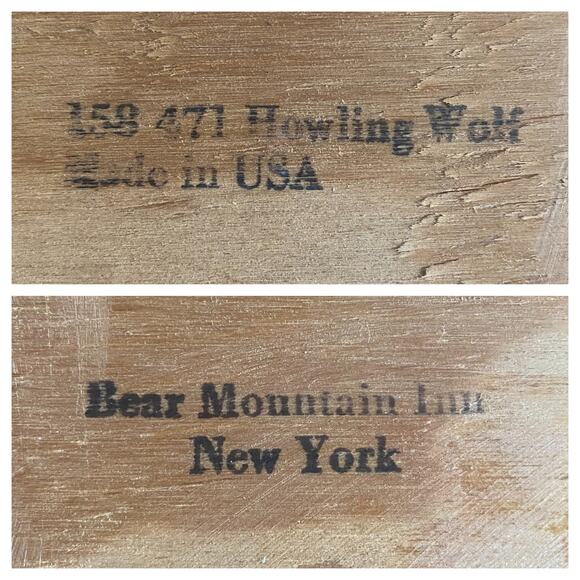 158 471 Howling Wolf
Made in USA
Bear Mountain Inn
New York